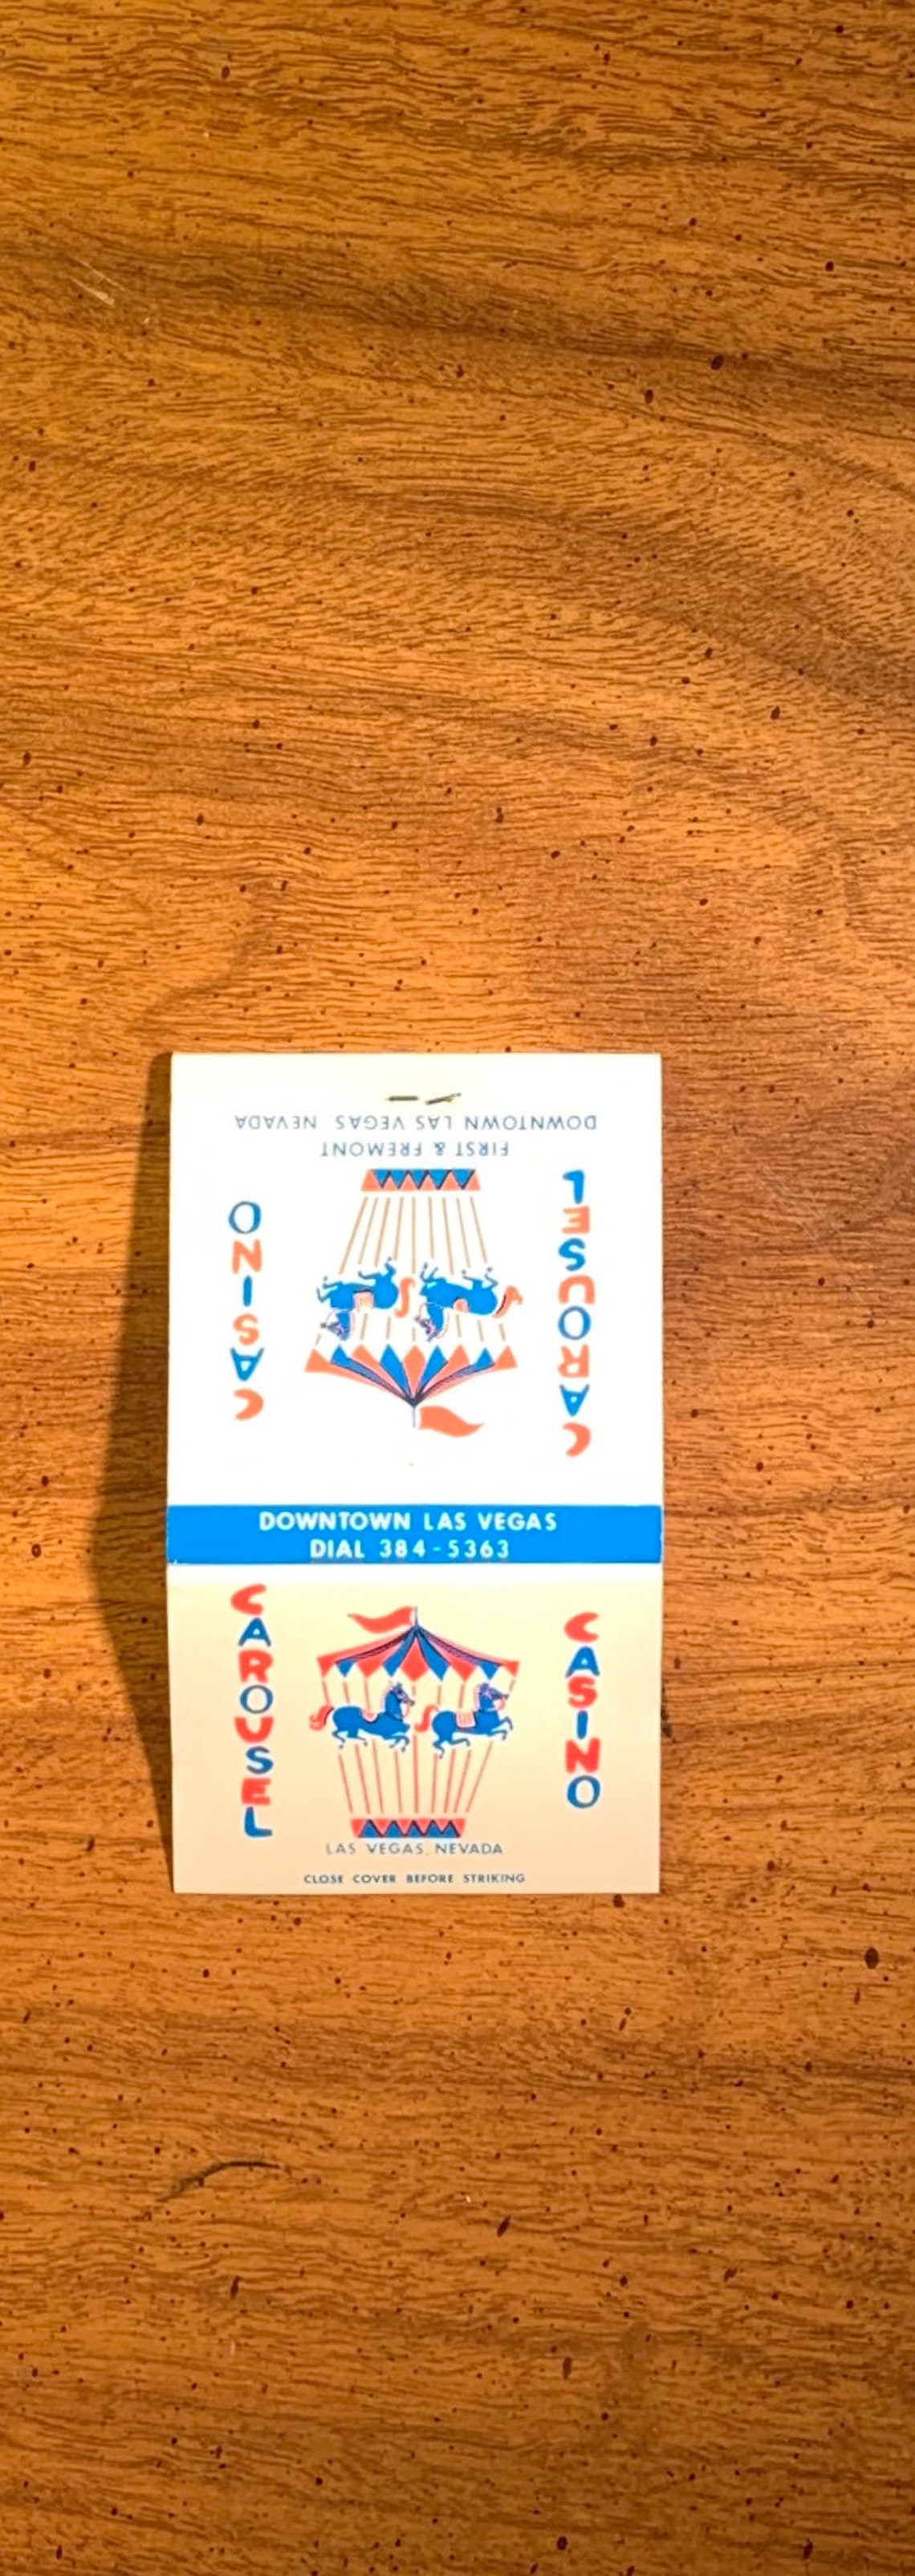 DOWNTOWN LAS VEGAS, NEVADA
FIRST & FREMONT
CAROUSEL
CASINO
DOWNTOWN LAS VEGAS
DIAL 384-5363
CAROUSEL
CASINO
LAS VEGAS, NEVADA
CLOSE COVER BEFORE STRIKING